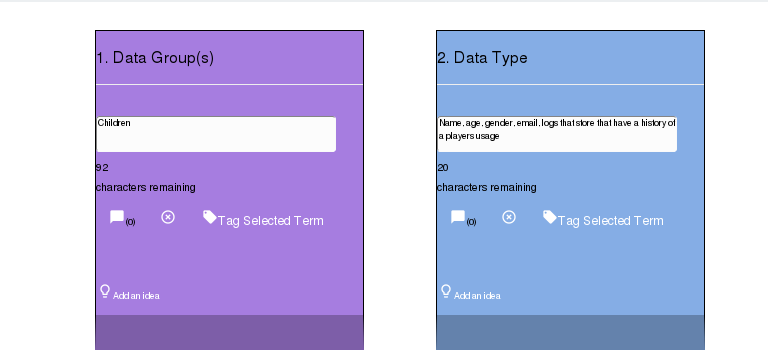 1. Data Group(s)
Children
92
characters remaining
(0)
Tag Selected Term
Add an idea
2. Data Type
Name, age, gender, email, logs that store that have a history of
a players usage
20
characters remaining
(0)
Tag Selected Term
Add an idea